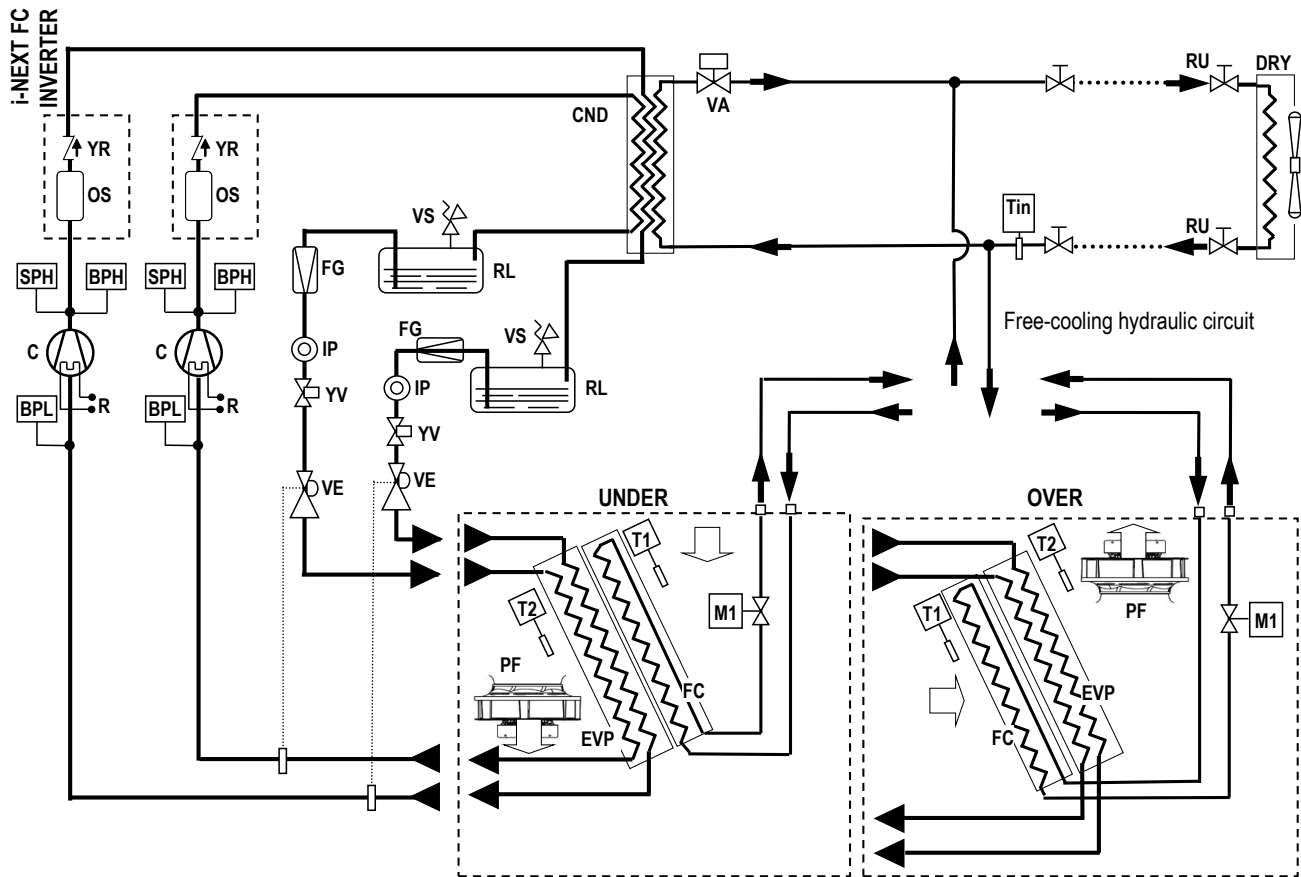 i-NEXT FC
INVERTER
YR
YR
OS
OS
SPH
BPH
SPH
BPH
C
C
BPL
R
BPL
R
CND
VA
RU
DRY
Tin
RU
VS
FG
RL
VS
FG
IP
RL
IP
YV
YV
VE
VE
Free-cooling hydraulic circuit
UNDER
T1
T2
M1
PF
FC
EVP
OVER
T2
T1
PF
M1
EVP
FC